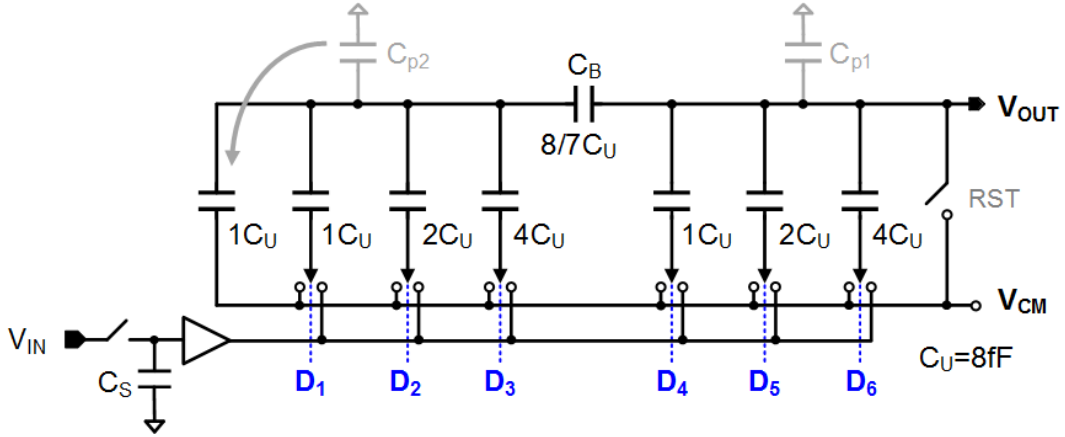 Cp2
Cp1
CB
VOUT
8/7CU
RST
1CU 1CU 2CU 4CU 1CU 2CU 4CU
VCM
VIN
CU=8fF
CS
D1 D2 D3 D4 D5 D6